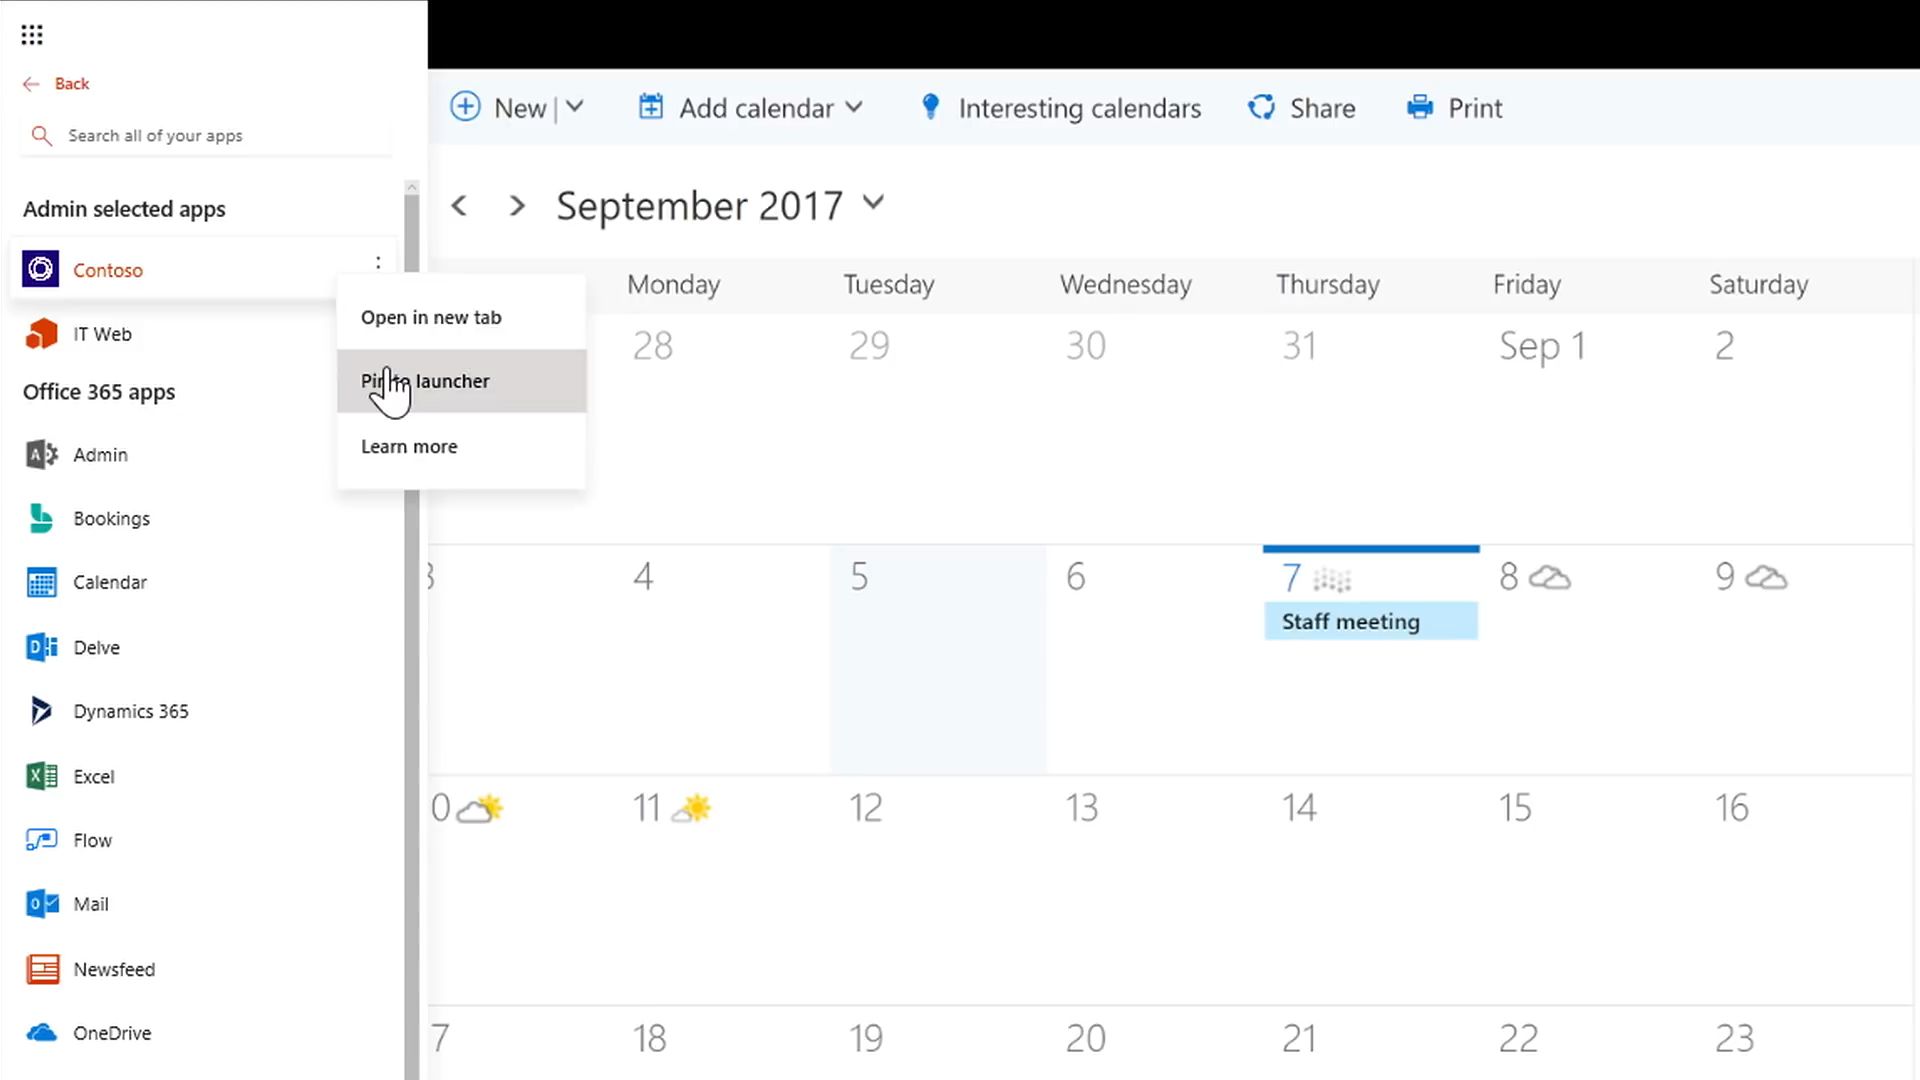 Back
Search all of your apps
Admin selected apps
Contoso
IT Web
Office 365 apps
Admin
Bookings
Calendar
Delve
Dynamics 365
Excel
Flow
Mail
Newsfeed
OneDrive
Open in new tab
launcher
Learn more
New
Add calendar
Interesting calendars
Share
Print
September 2017
Monday Tuesday Wednesday Thursday Friday Saturday
28 29 30 31 Sep 1 2
4 5 6 7 8 9
Staff meeting
0 11 12 13 14 15 16
7 18 19 20 21 22 23